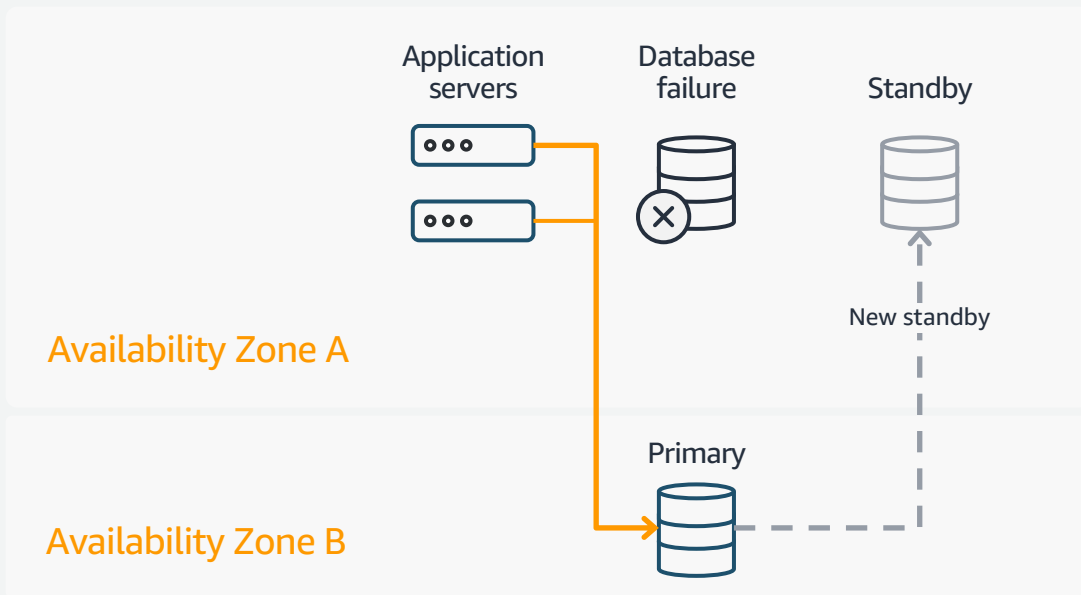 Application
servers
Database
failure
Standby
New standby
Availability Zone A
Primary
Availability Zone B